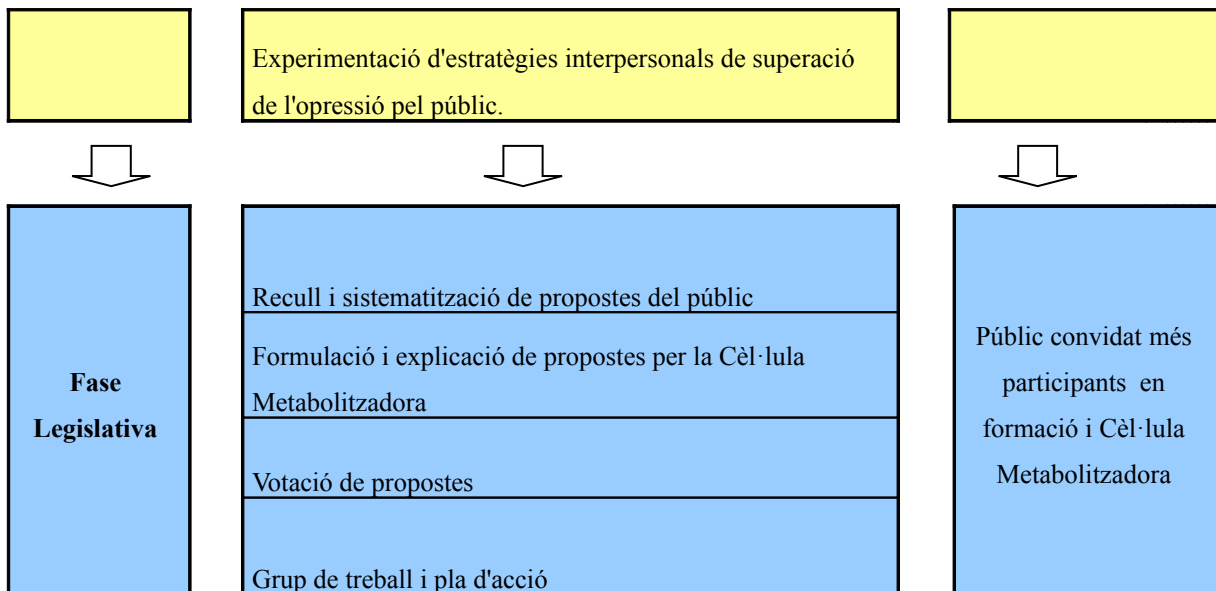 Experimentació d'estratègies interpersonals de superació
de l'opressió pel públic.
Fase
Legislativa
Recull i sistematització de propostes del públic
Formulació i explicació de propostes per la Cèl·lula
Metabolitzadora
Votació de propostes
Grup de treball i pla d'acció
Públic convidat més
participants en
formació i Cèl·lula
Metabolitzadora